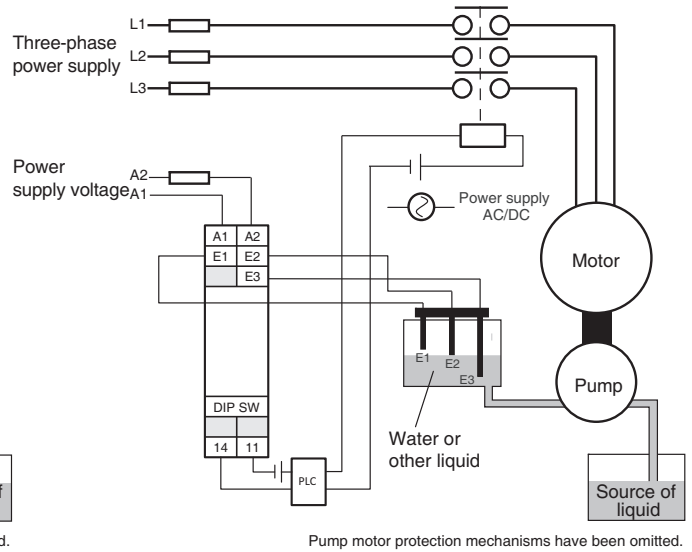 L1
Three-phase
power supply
L2
L3
Power
supply voltage
A2
A1
Power supply
AC/DC
A1 A2
E1 E2
E3
Motor
E1
E2
E3
Pump
DIP SW
14 11
PLC
Water or
other liquid
Source of
liquid
f
d.
Pump motor protection mechanisms have been omitted.